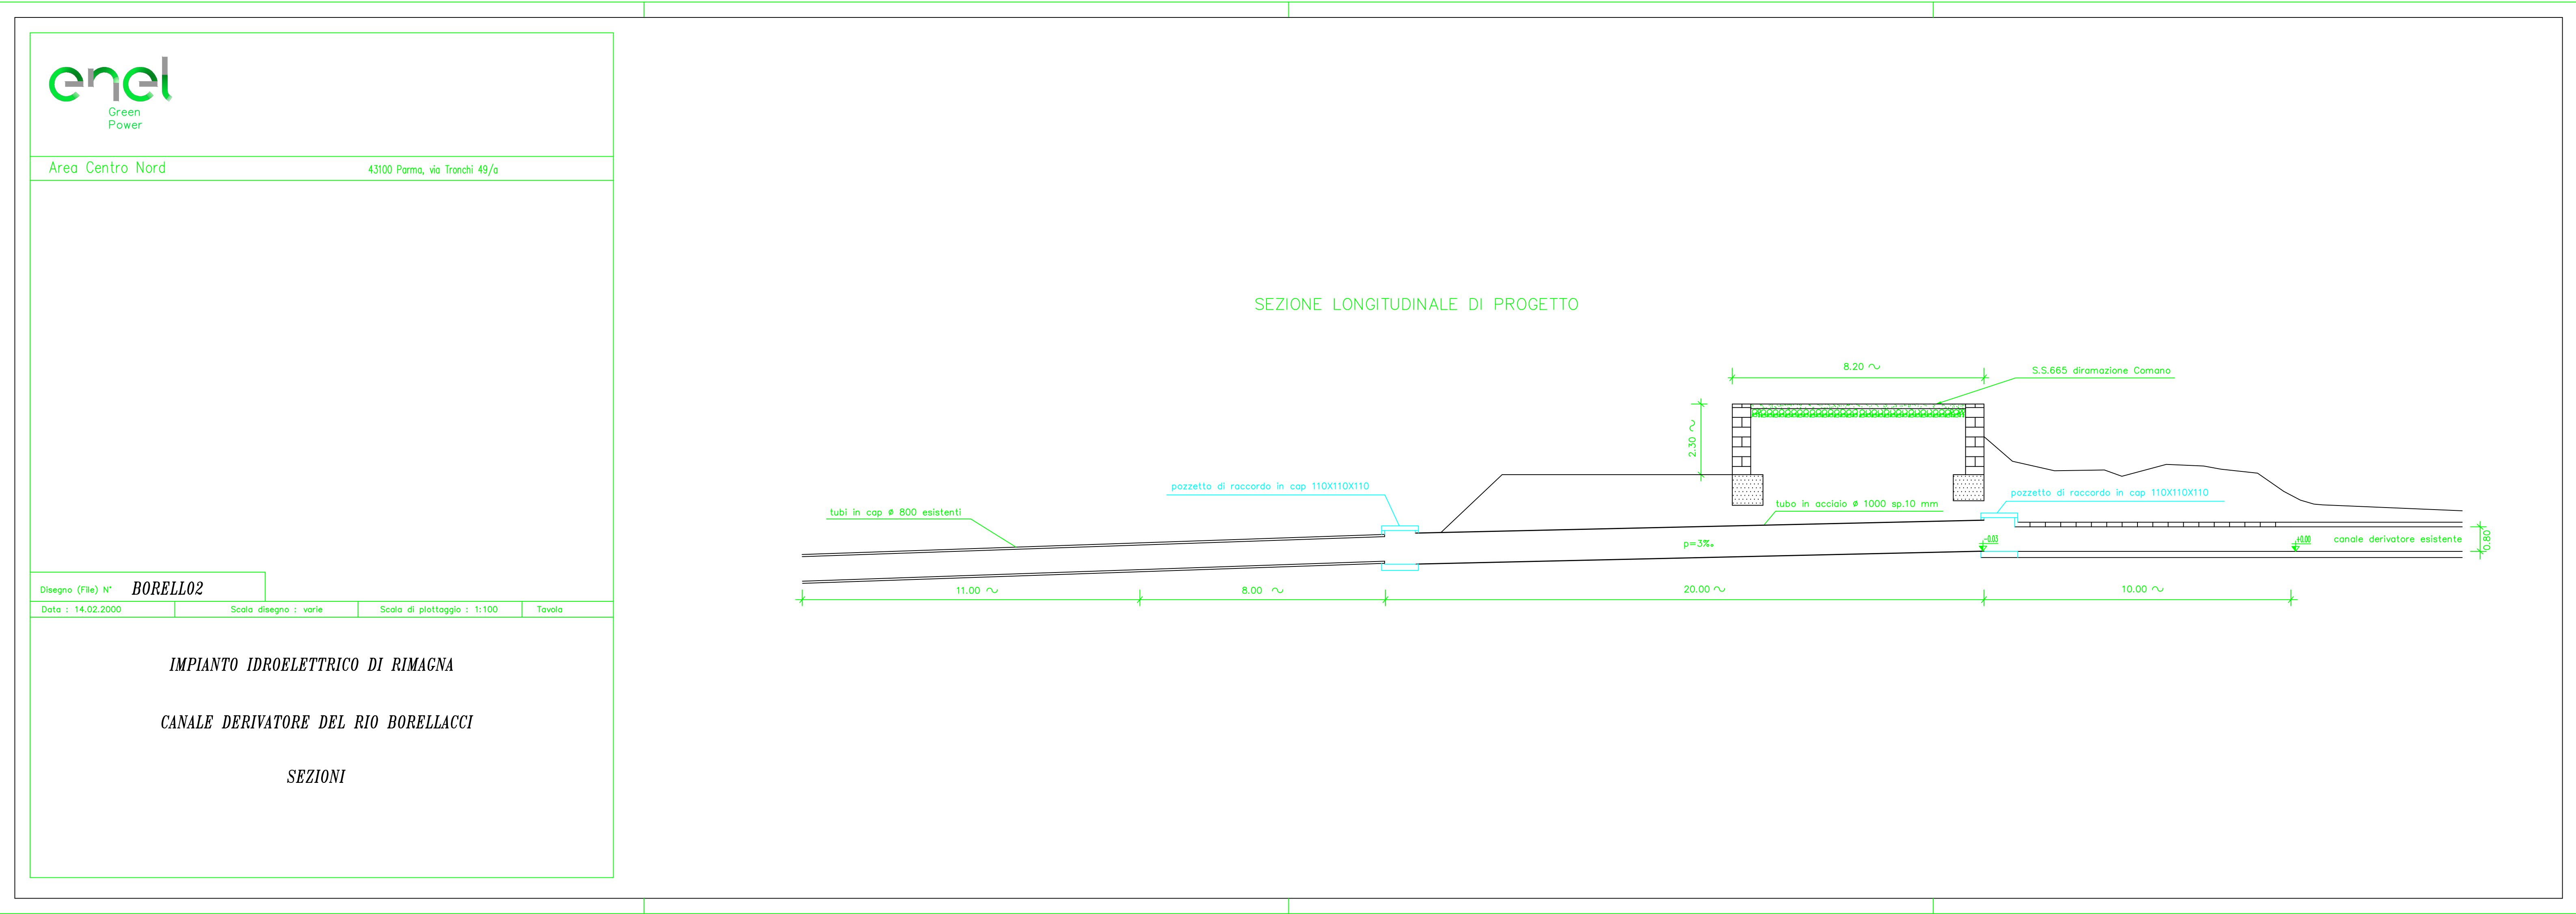 enel
Green
Power
Area Centro Nord
43100 Parma, via Tronchi 49/a
Disegno (File) N° BORELL02
Data : 14.02.2000
Scala disegno : varie
Scala di plottaggio : 1:100
Tavola
IMPIANTO IDROELETTRICO DI RIMAGNA
CANALE DERIVATORE DEL RIO BORELLACCI
SEZIONI
SEZIONE LONGITUDINALE DI PROGETTO
8.20 ~
S.S.665 diramazione Comano
2.30 ~
pozzetto di raccordo in cap 110X110X110
pozzetto di raccordo in cap 110X110X110
tubi in cap ø 800 esistenti
tubo in acciaio ø 1000 sp.10 mm
p=3‰
-0.03
+0.00
canale derivatore esistente
0.80
11.00 ~
8.00 ~
20.00 ~
10.00 ~